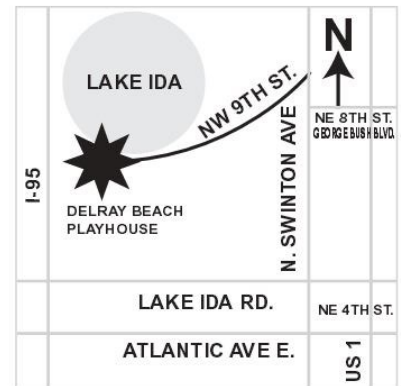 N
LAKE IDA
NW 9TH ST.
NE 8TH ST.
GEORGE BUSH BLVD.
N. SWINTON AVE
I-95
DELRAY BEACH
PLAYHOUSE
LAKE IDA RD.
NE 4TH ST.
ATLANTIC AVE E.
US 1